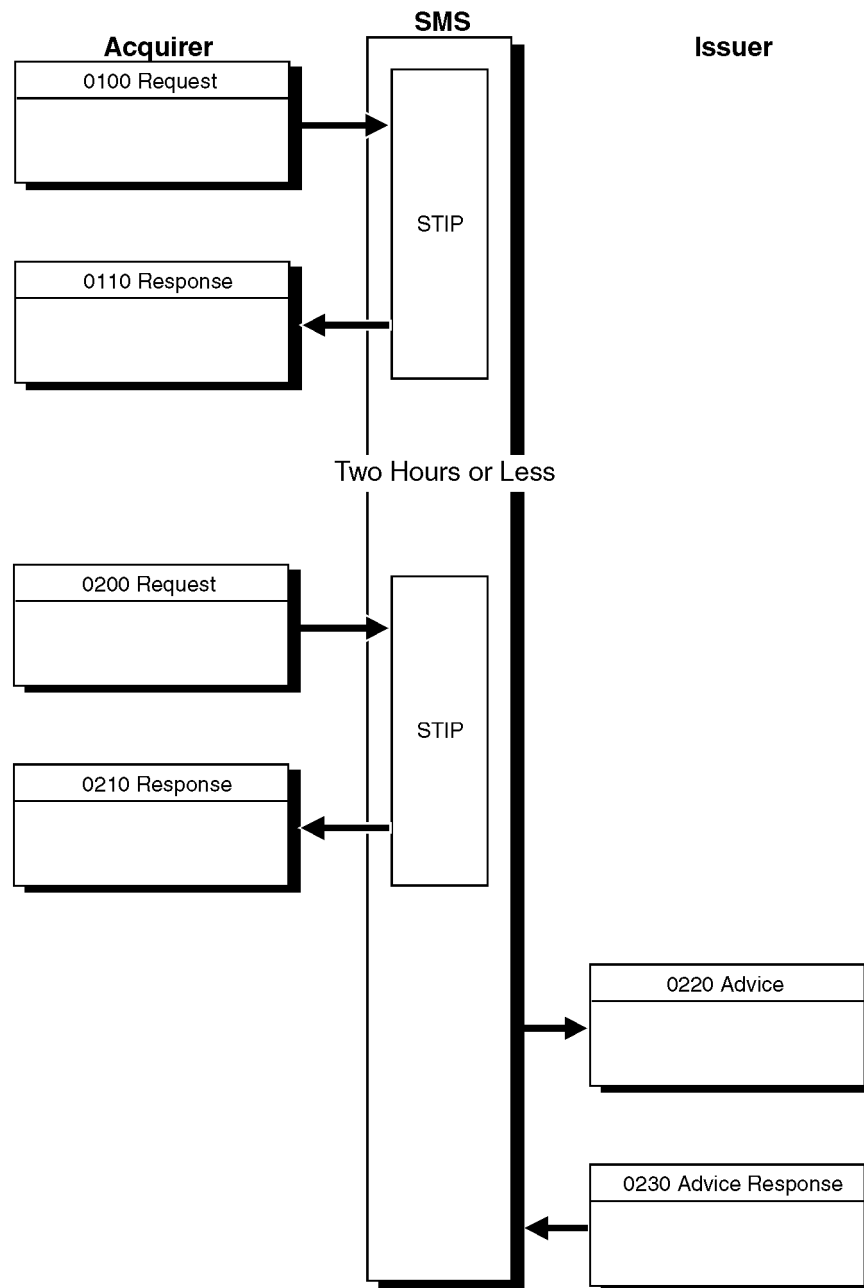 SMS
Acquirer
Issuer
0100 Request
STIP
0110 Response
Two Hours or Less
0200 Request
STIP
0210 Response
0220 Advice
0230 Advice Response